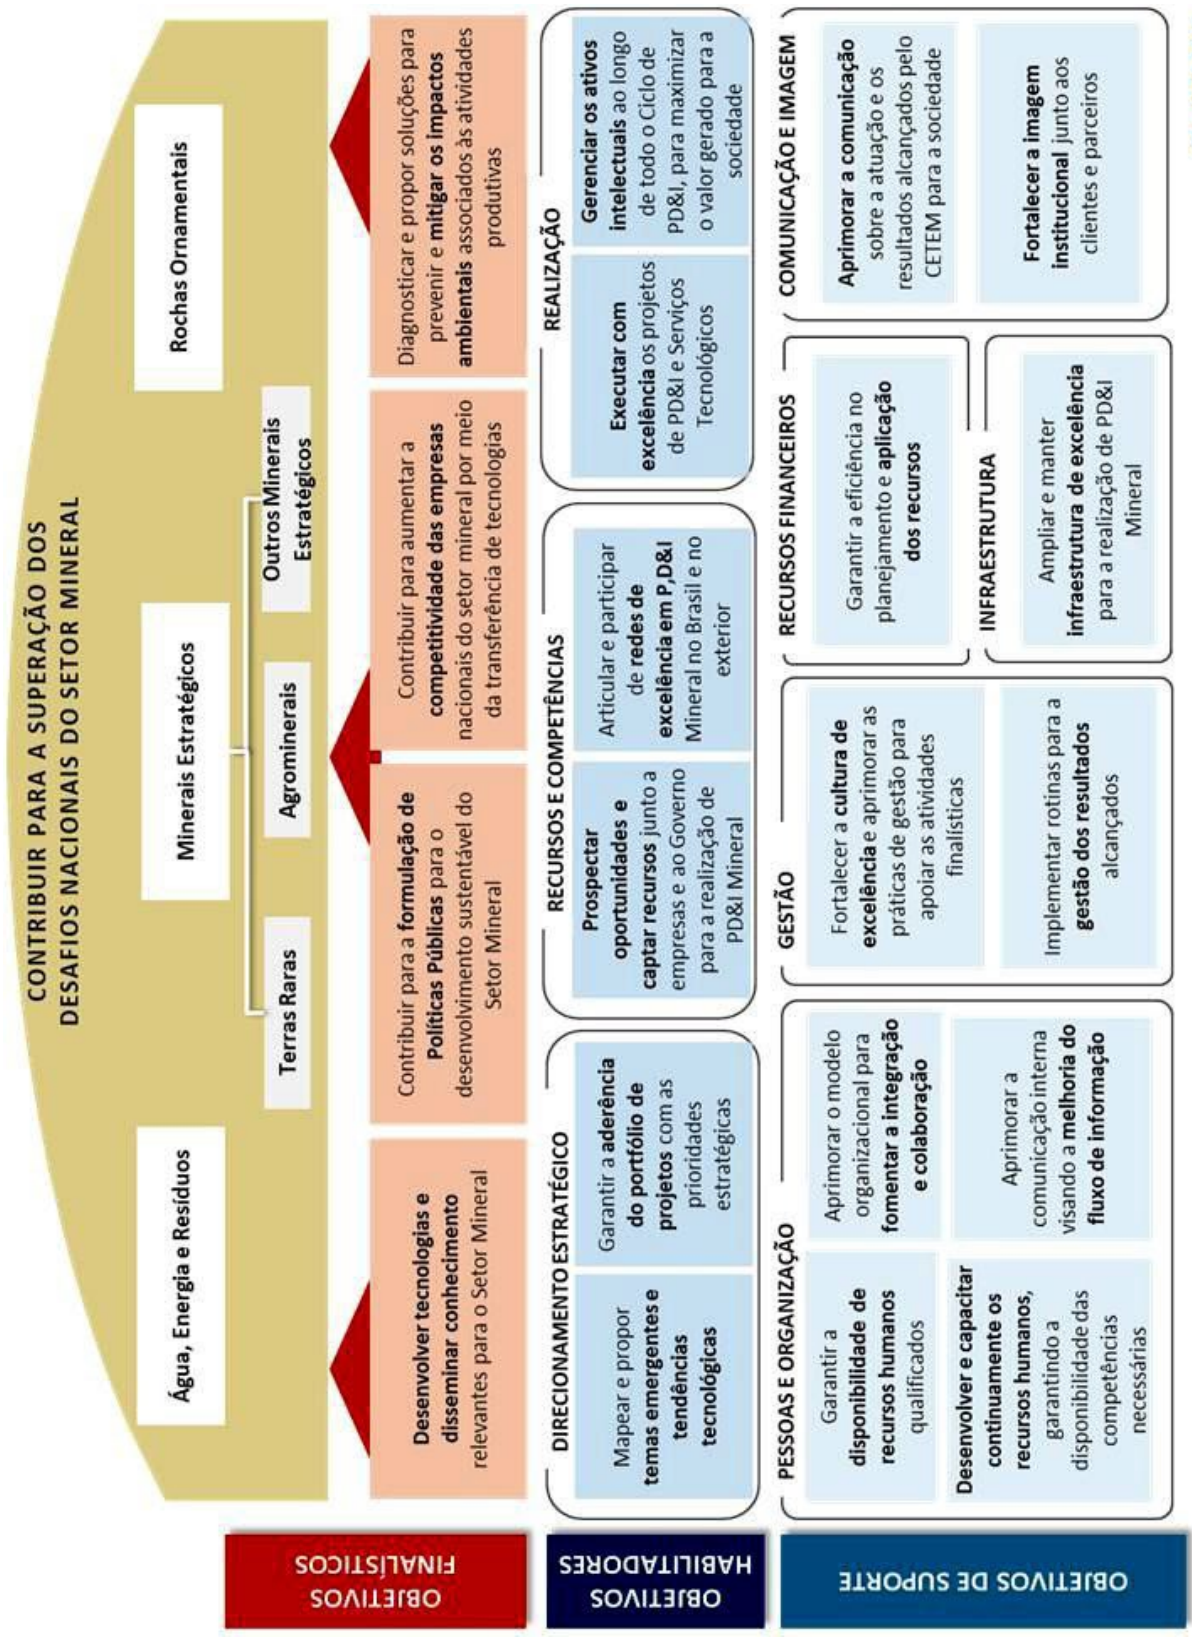 CONTRIBUIR PARA A SUPERAÇÃO DOS
DESAFIOS NACIONAIS DO SETOR MINERAL
Água, Energia e Resíduos
Minerais Estratégicos
Rochas Ornamentais
Terras Raras
Agrominerais
Outros Minerais
Estratégicos
OBJETIVOS
FINALÍSTICOS
Desenvolver tecnologias e
disseminar conhecimento
relevantes para o Setor Mineral
Contribuir para a formulação de
Políticas Públicas para o
desenvolvimento sustentável do
Setor Mineral
Contribuir para aumentar a
competitividade das empresas
nacionais do setor mineral por meio
da transferência de tecnologias
Diagnosticar e propor soluções para
prevenir e mitigar os impactos
ambientais associados às atividades
produtivas
OBJETIVOS
HABILITADORES
DIRECIONAMENTO ESTRATÉGICO
Mapear e propor
temas emergentes e
tendências
tecnológicas
Garantir a aderência
do portfólio de
projetos com as
prioridades
estratégicas
RECURSOS E COMPETÊNCIAS
Prospectar
oportunidades e
captar recursos junto a
empresas e ao Governo
para a realização de
PD&I Mineral
Articular e participar
de redes de
excelência em P,D&I
Mineral no Brasil e no
exterior
REALIZAÇÃO
Executar com
excelência os projetos
de PD&I e Serviços
Tecnológicos
Gerenciar os ativos
intelectuais ao longo
de todo o Ciclo de
PD&I, para maximizar
o valor gerado para a
sociedade
OBJETIVOS DE SUPORTE
PESSOAS E ORGANIZAÇÃO
Garantir a
disponibilidade de
recursos humanos
qualificados
Aprimorar o modelo
organizacional para
fomentar a integração
e colaboração
Desenvolver e capacitar
continuamente os
recursos humanos,
garantindo a
disponibilidade das
competências
necessárias
Aprimorar a
comunicação interna
visando a melhoria do
fluxo de informação
GESTÃO
Fortalecer a cultura de
excelência e aprimorar as
práticas de gestão para
apoiar as atividades
finalísticas
Implementar rotinas para a
gestão dos resultados
alcançados
RECURSOS FINANCEIROS
Garantir a eficiência no
planejamento e aplicação
dos recursos
INFRAESTRUTURA
Ampliar e manter
infraestrutura de excelência
para a realização de PD&I
Mineral
COMUNICAÇÃO E IMAGEM
Aprimorar a comunicação
sobre a atuação e os
resultados alcançados pelo
CETEM para a sociedade
Fortalecer a imagem
institucional junto aos
clientes e parceiros